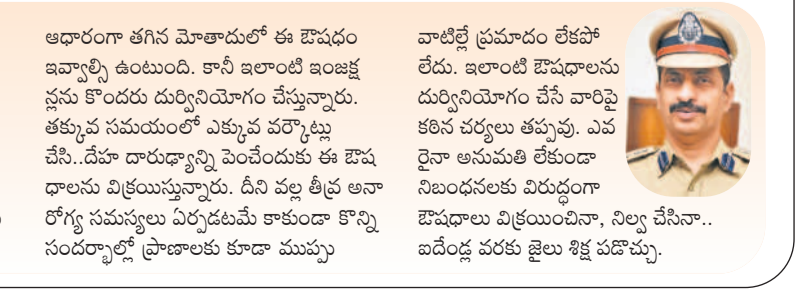 ఆధారంగా తగిన మోతాదులో ఈ ఔషధం
ఇవ్వాల్సి ఉంటుంది. కానీ ఇలాంటి ఇంజక్ష
న్లను కొందరు దుర్వినియోగం చేస్తున్నారు.
తక్కువ సమయంలో ఎక్కువ వర్కౌట్లు
చేసి..దేహ దారుఢ్యాన్ని పెంచేందుకు ఈ ఔష
ధాలను విక్రయిస్తున్నారు. దీని వల్ల తీవ్ర అనా
రోగ్య సమస్యలు ఏర్పడటమే కాకుండా కొన్ని
సందర్భాల్లో ప్రాణాలకు కూడా ముప్పు
వాటిల్లే ప్రమాదం లేకపో
లేదు. ఇలాంటి ఔషధాలను
దుర్వినియోగం చేసే వారిపై
కఠిన చర్యలు తప్పవు. ఎవ
రైనా అనుమతి లేకుండా
నిబంధనలకు విరుద్ధంగా
ఔషధాలు విక్రయించినా, నిల్వ చేసినా..
ఐదేండ్ల వరకు జైలు శిక్ష పడొచ్చు.